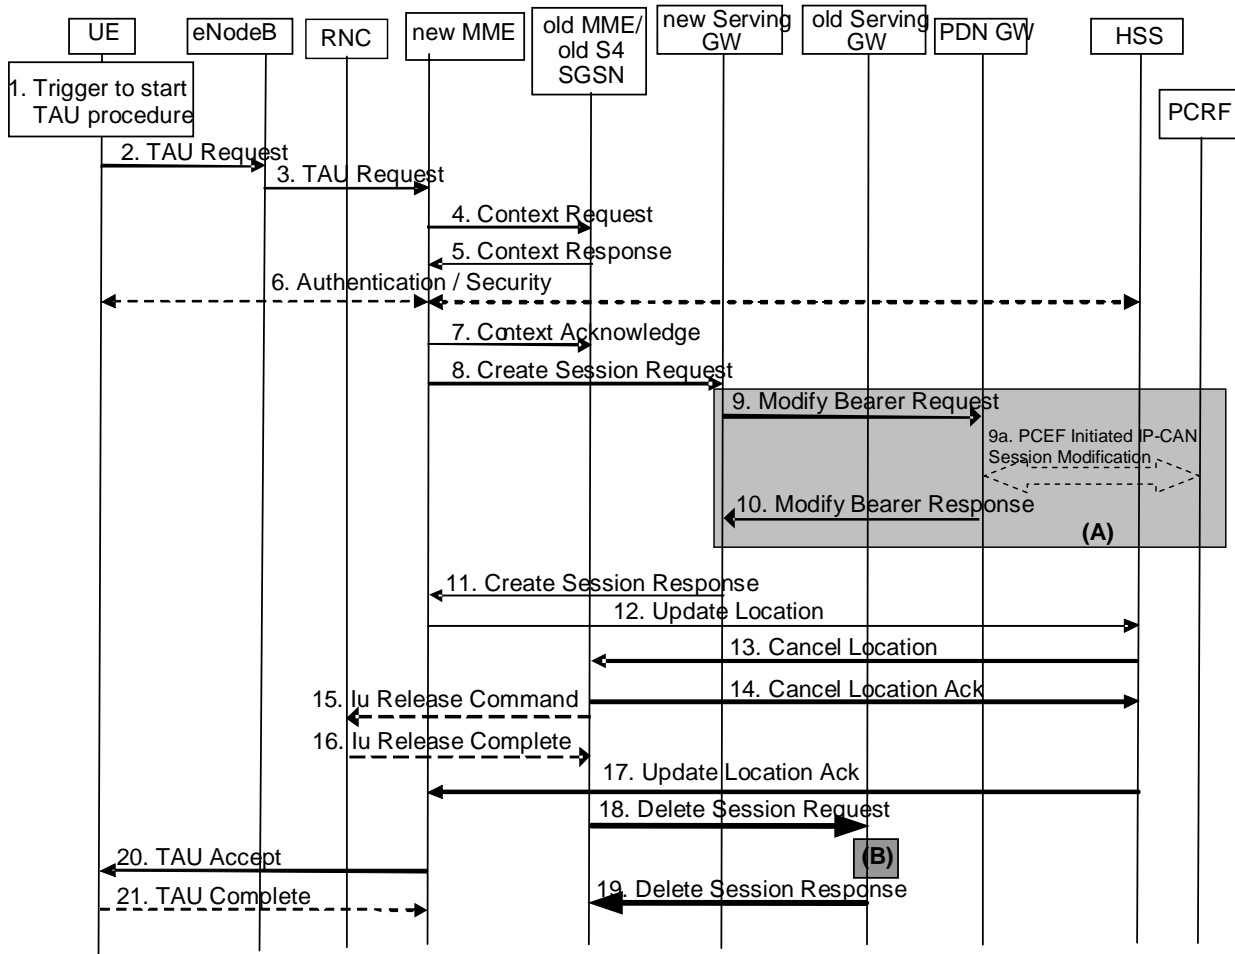 UE
eNodeB
RNC
new MME
old MME/
old S4
SGSN
new Serving
GW
old Serving
GW
PDN GW
HSS
PCRF
1. Trigger to start
TAU procedure
2. TAU Request
3. TAU Request
4. Context Request
5. Context Response
6. Authentication / Security
7. Context Acknowledge
8. Create Session Request
9. Modify Bearer Request
9a. PCEF Initiated IP-CAN
Session Modification
10. Modify Bearer Response
(A)
11. Create Session Response
12. Update Location
13. Cancel Location
14. Cancel Location Ack
15. Iu Release Command
16. Iu Release Complete
17. Update Location Ack
18. Delete Session Request
(B)
19. Delete Session Response
20. TAU Accept
21. TAU Complete